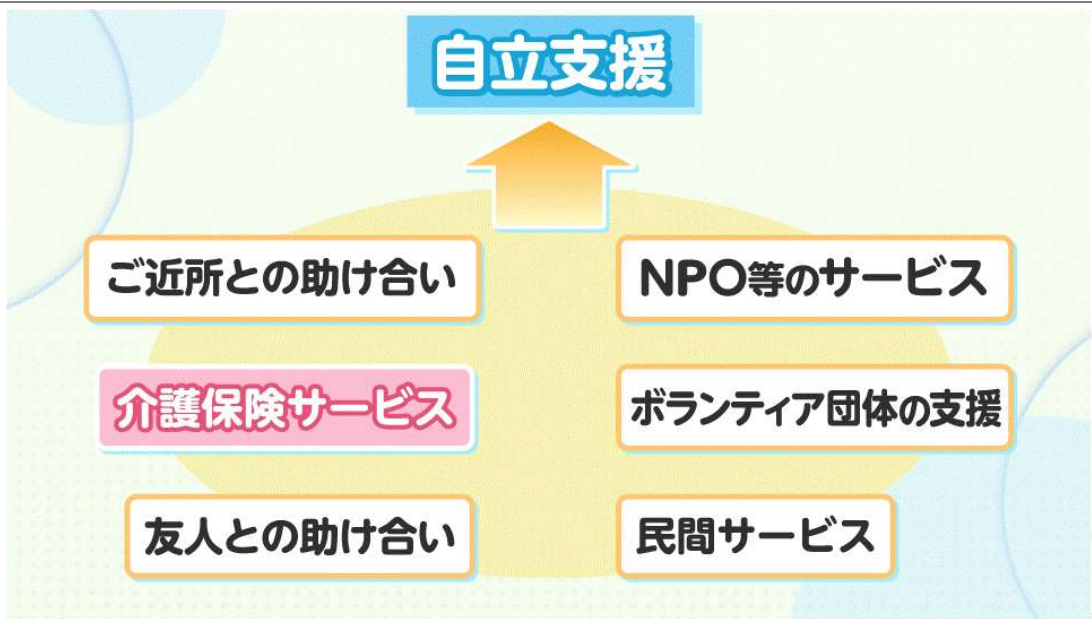 自立支援
ご近所との助け合い
NPO等のサービス
介護保険サービス
ボランティア団体の支援
友人との助け合い
民間サービス